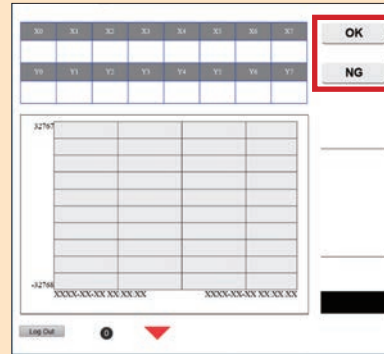 X0 X1 X2 X3 X4 X5 X6 X7 OK
Y0 Y1 Y2 Y3 Y4 Y5 Y6 Y7 NG
32767
-32768
XXXX-XX-XX XX:XX:XX XXXX-XX-XX XX:XX:XX
Log Out 0